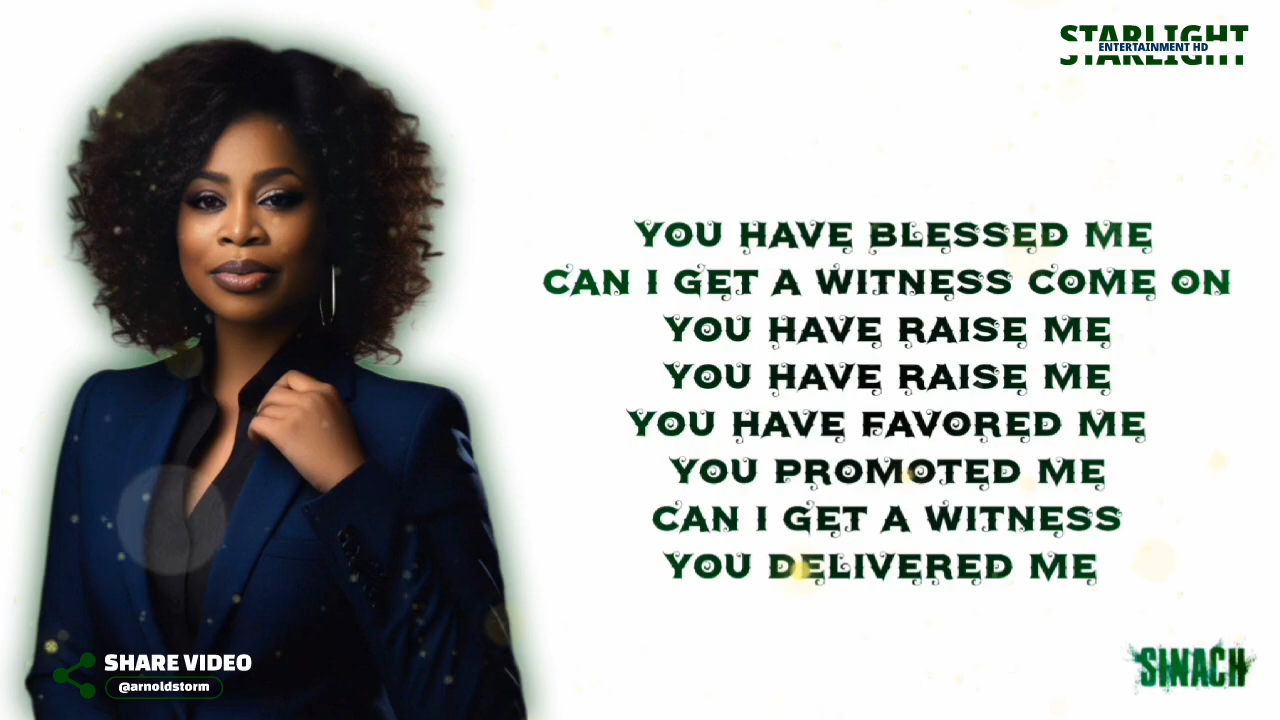 STARLIGHT
ENTERTAINMENT HD
STARLIGHT
YOU HAVE BLESSED ME
CAN I GET A WITNESS COME ON
YOU HAVE RAISE ME
YOU HAVE RAISE ME
YOU HAVE FAVORED ME
YOU PROMOTED ME
CAN I GET A WITNESS
YOU DELIVERED ME
SHARE VIDEO
@arnoldstorm
SINACH